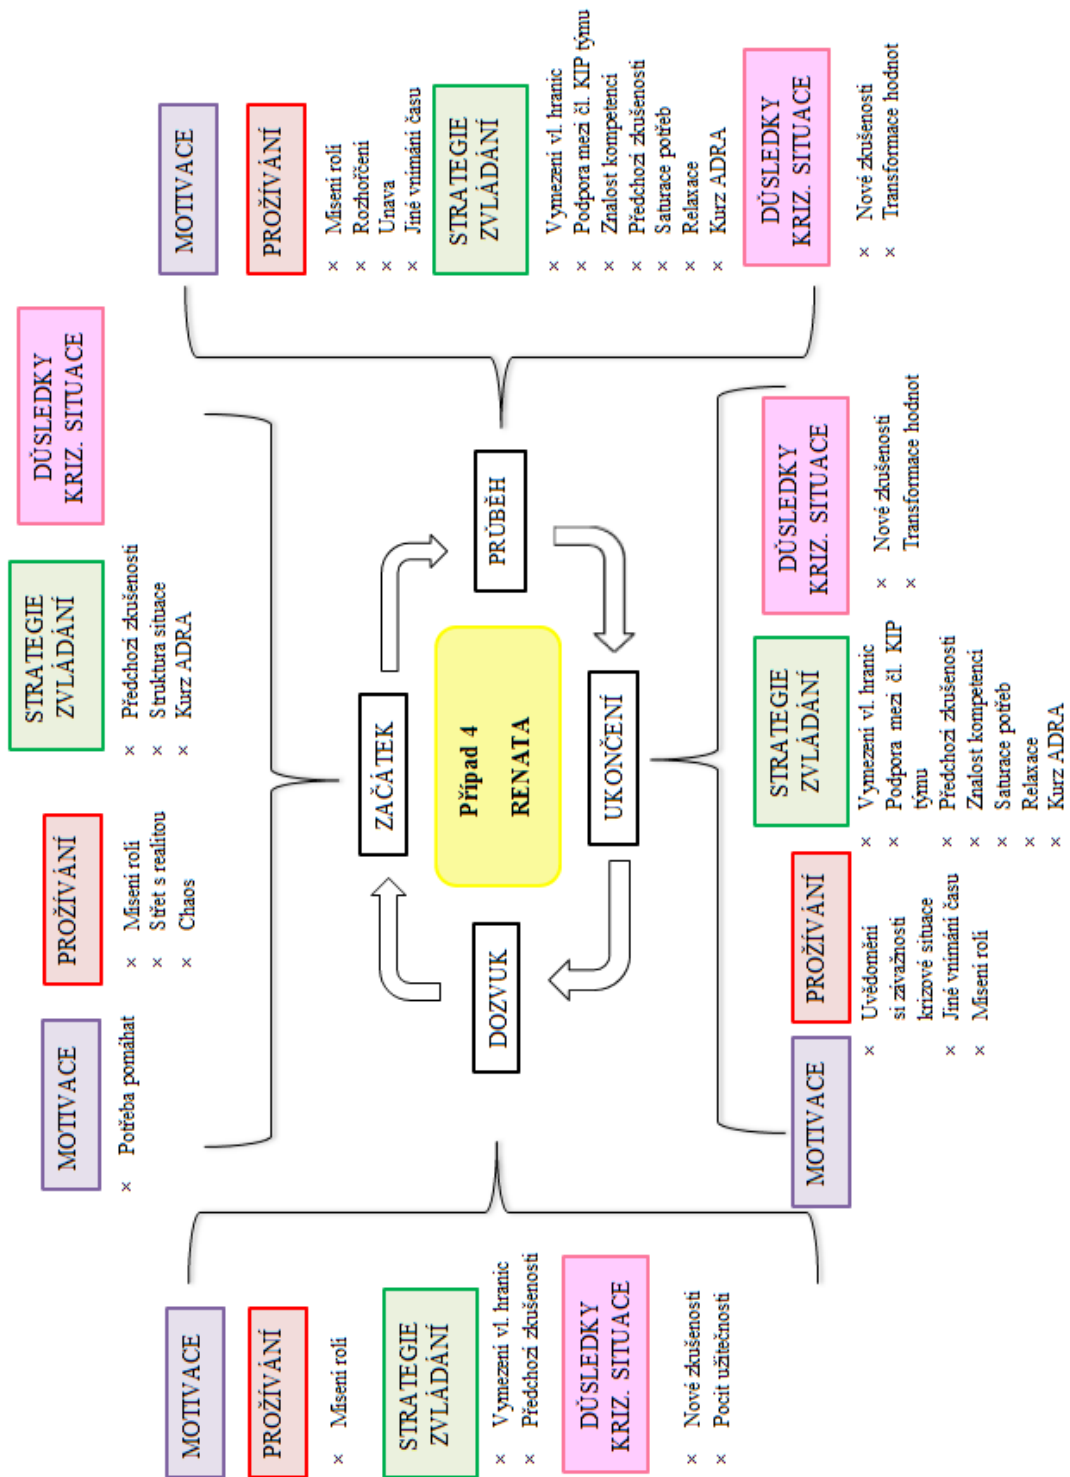 MOTIVACE
× Potřeba pomáhat
PROŽÍVÁNÍ
× Mísení rolí
× Střet s realitou
× Chaos
STRATEGIE
ZVLÁDÁNÍ
× Předchozí zkušenosti
× Struktura situace
× Kurz ADRA
DŮSLEDKY
KRIZ. SITUACE
MOTIVACE
PROŽÍVÁNÍ
× Mísení rolí
STRATEGIE
ZVLÁDÁNÍ
× Vymezení vl. hranic
× Předchozí zkušenosti
DŮSLEDKY
KRIZ. SITUACE
× Nové zkušenosti
× Pocit užitečnosti
ZAČÁTEK
DOZVUK
Případ 4
RENATA
PRŮBĚH
UKONČENÍ
MOTIVACE
PROŽÍVÁNÍ
× Mísení rolí
× Rozhořčení
× Únava
× Jiné vnímání času
STRATEGIE
ZVLÁDÁNÍ
× Vymezení vl. hranic
× Podpora mezi čl. KIP týmu
× Znalost kompetencí
× Předchozí zkušenosti
× Saturace potřeb
× Relaxace
× Kurz ADRA
DŮSLEDKY
KRIZ. SITUACE
× Nové zkušenosti
× Transformace hodnot
MOTIVACE
PROŽÍVÁNÍ
× Uvědomění
si závažnosti
krizové situace
× Jiné vnímání času
× Mísení rolí
STRATEGIE
ZVLÁDÁNÍ
× Vymezení vl. hranic
× Podpora mezi čl. KIP
týmu
× Předchozí zkušenosti
× Znalost kompetencí
× Saturace potřeb
× Relaxace
× Kurz ADRA
DŮSLEDKY
KRIZ. SITUACE
× Nové zkušenosti
× Transformace hodnot